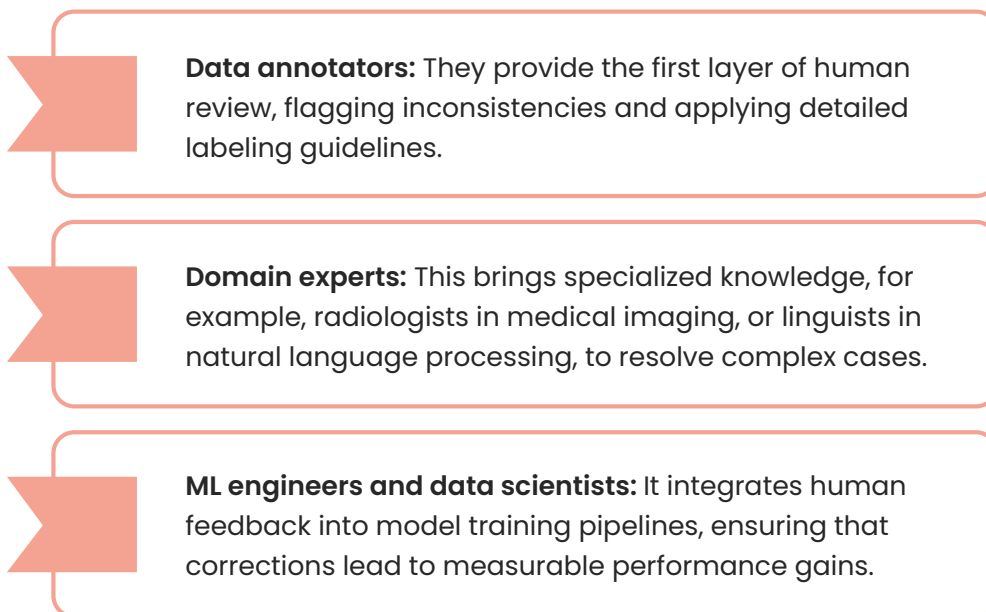 Data annotators: They provide the first layer of human
review, flagging inconsistencies and applying detailed
labeling guidelines.
Domain experts: This brings specialized knowledge, for
example, radiologists in medical imaging, or linguists in
natural language processing, to resolve complex cases.
ML engineers and data scientists: It integrates human
feedback into model training pipelines, ensuring that
corrections lead to measurable performance gains.